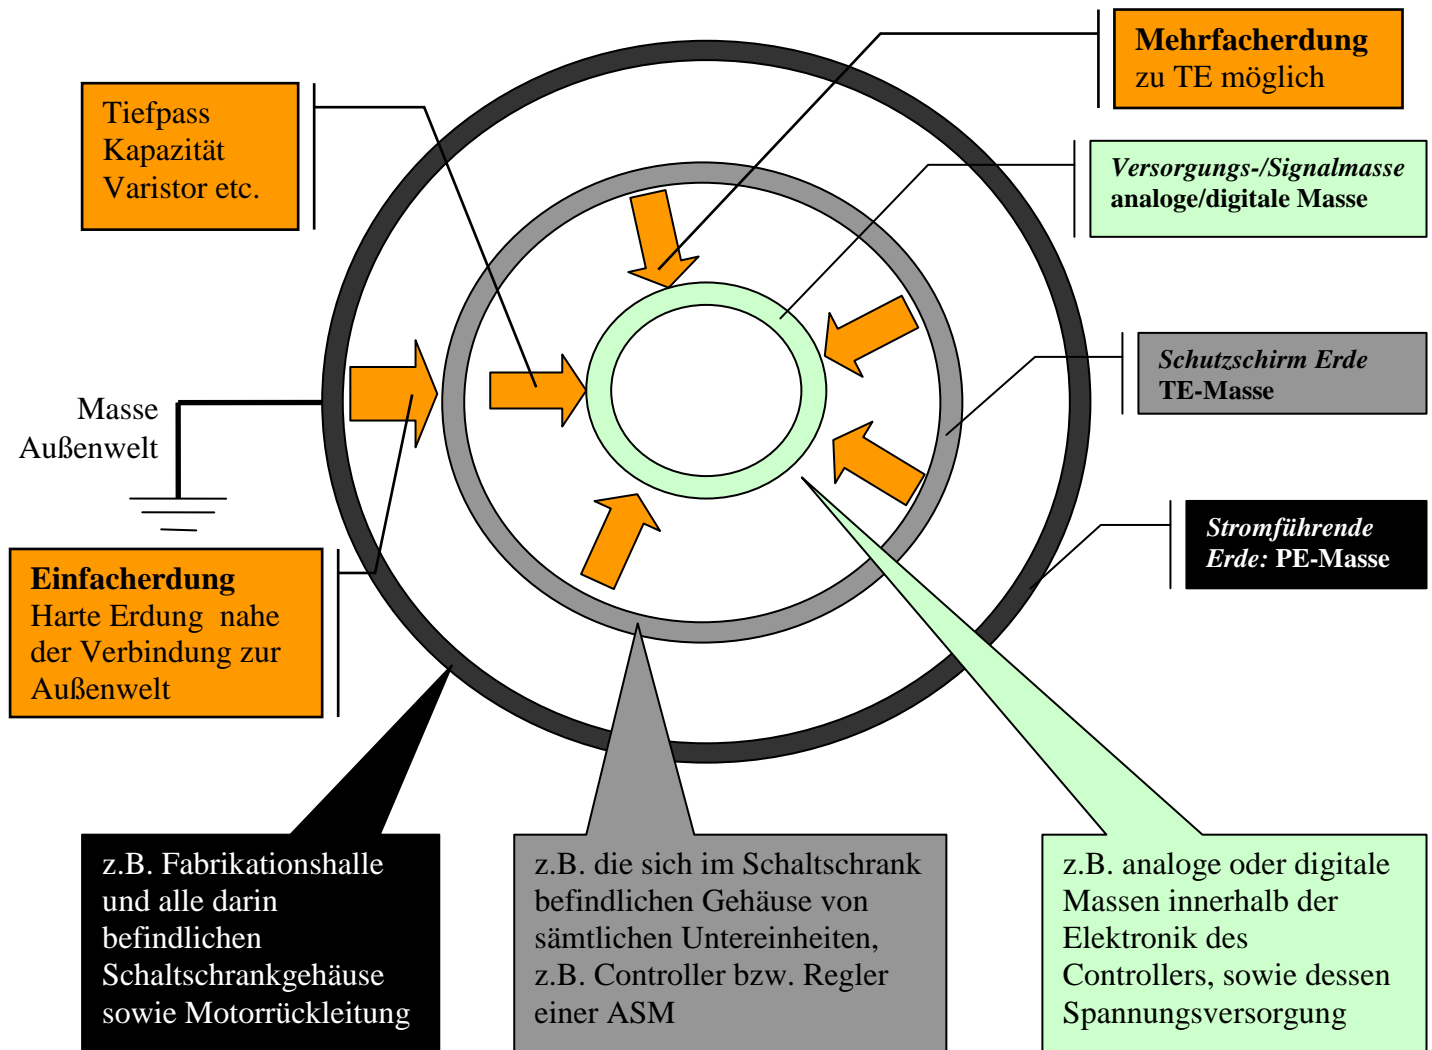 Mehrfacherdung
zu TE möglich
Tiefpass
Kapazität
Varistor etc.
Versorgungs-/Signalmasse
analoge/digitale Masse
Schutzschirm Erde
TE-Masse
Masse
Außenwelt
Stromführende
Erde: PE-Masse
Einfacherdung
Harte Erdung nahe
der Verbindung zur
Außenwelt
z.B. Fabrikationshalle
und alle darin
befindlichen
Schaltschrankgehäuse
sowie Motorrückleitung
z.B. die sich im Schaltschrank
befindlichen Gehäuse von
sämtlichen Untereinheiten,
z.B. Controller bzw. Regler
einer ASM
z.B. analoge oder digitale
Massen innerhalb der
Elektronik des
Controllers, sowie dessen
Spannungsversorgung